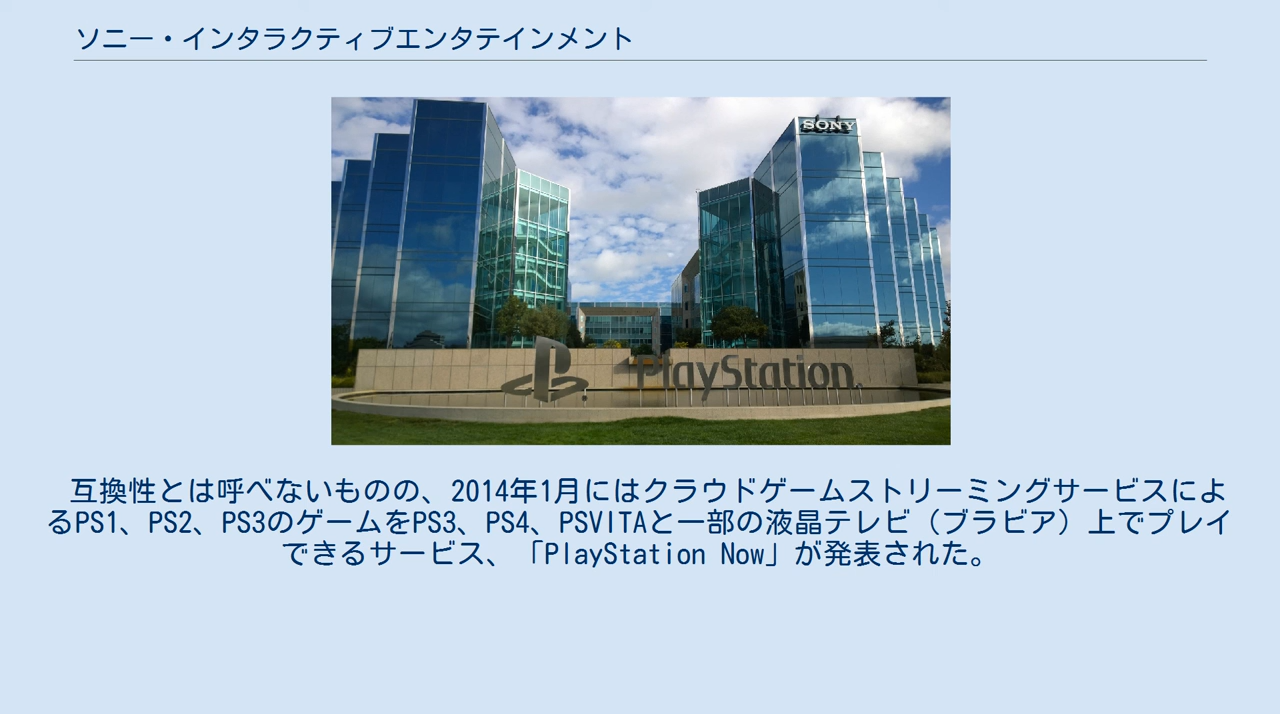 ソニー・インタラクティブエンタテインメント
SONY
PlayStation
互換性とは呼べないものの、2014年1月にはクラウドゲームストリーミングサービスによ
るPS1、PS2、PS3のゲームをPS3、PS4、PSVITAと一部の液晶テレビ（ブラビア）上でプレイ
できるサービス、「PlayStation Now」が発表された。